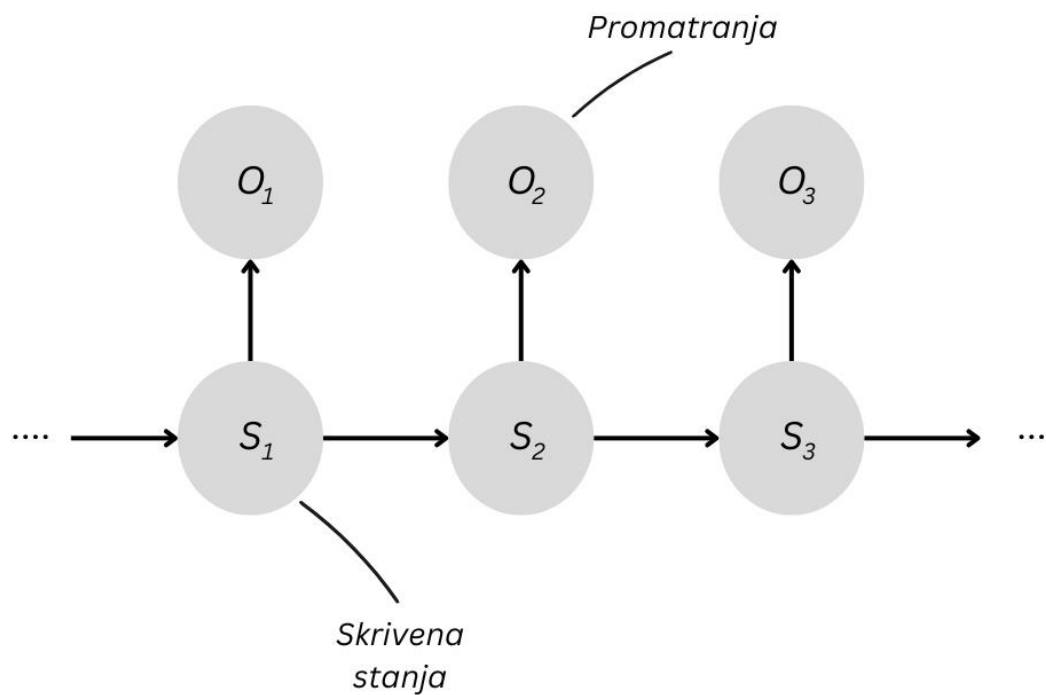 Promatranja
O1 O2 O3
.... S1 S2 S3 ...
Skrivena
stanja